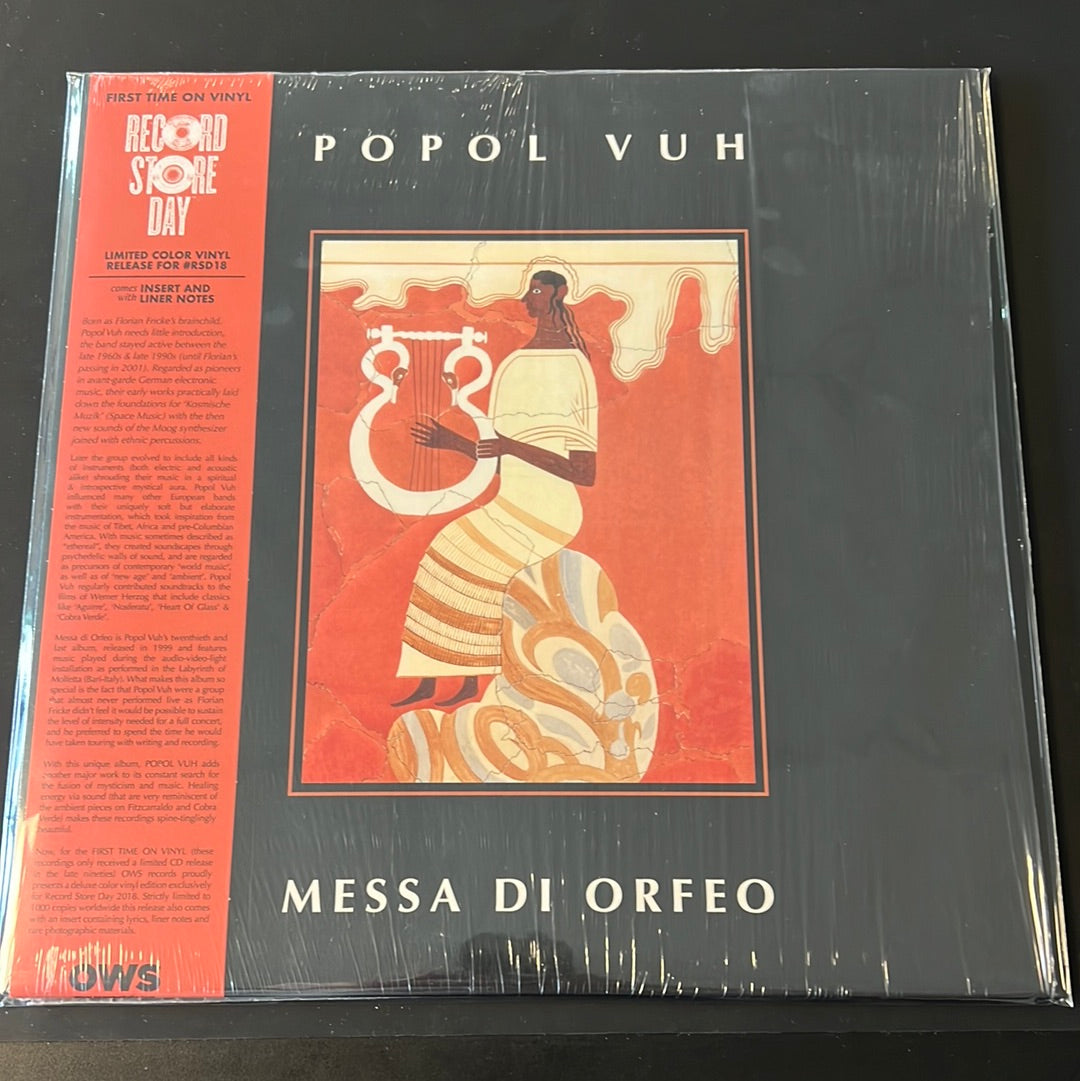 FIRST TIME ON VINYL
RECORD
STORE
DAY
LIMITED COLOR VINYL
RELEASE FOR #RSD18
comes INSERT AND
with LINER NOTES
Born as Florian Fricke's brainchild,
Popol Vuh needs little introduction,
the band stayed active between the
late 1960s & late 1990s (until Florian's
passing in 2001). Regarded as pioneers
in avant-garde German electronic
music, their early works practically laid
down the foundations for "Kosmische
Muzik" (Space Music) with the then
new sounds of the Moog synthesizer
joined with ethnic percussions.
Later the group evolved to include all kinds
of instruments (both electric and acoustic
alike) shrouding their music in a spiritual
& introspective mystical aura. Popol Vuh
influenced many other European bands
with their uniquely soft but elaborate
instrumentation, which took inspiration from
the music of Tibet, Africa and pre-Columbian
America. With music sometimes described as
"ethereal", they created soundscapes through
psychedelic walls of sound, and are regarded
as precursors of contemporary "world music",
as well as of "new age" and "ambient". Popol
Vuh regularly contributed soundtracks to the
films of Werner Herzog that include classics
like "Aguirre", "Nosferatu", "Heart Of Glass" &
"Cobra Verde".
Messa di Orfeo is Popol Vuh's twenthieth and
last album, released in 1999 and features
music played during the audio-video-light
installation as performed in the Labyrinth of
Molfetta (Bari-Italy). What makes this album so
special is the fact that Popol Vuh were a group
that almost never performed live as Florian
Fricke didn't feel it would be possible to sustain
the level of intensity needed for a full concert,
and he preferred to spend the time he would
have taken touring with writing and recording.
With this unique album, POPOL VUH adds
another major work to its constant search for
the fusion of mysticism and music. Healing
energy via sound (that are very reminiscent of
the ambient pieces on Fitzcarraldo and Cobra
Verde) makes these recordings spine-tinglingly
beautiful.
Now, for the FIRST TIME ON VINYL (these
recordings only received a limited CD release
in the late nineties) OWS records proudly
presents a deluxe color vinyl edition exclusively
for Record Store Day 2018. Strictly limited to
1000 copies worldwide this release also comes
with an insert containing lyrics, liner notes and
rare photographic materials.
OWS
POPOL VUH
MESSA DI ORFEO